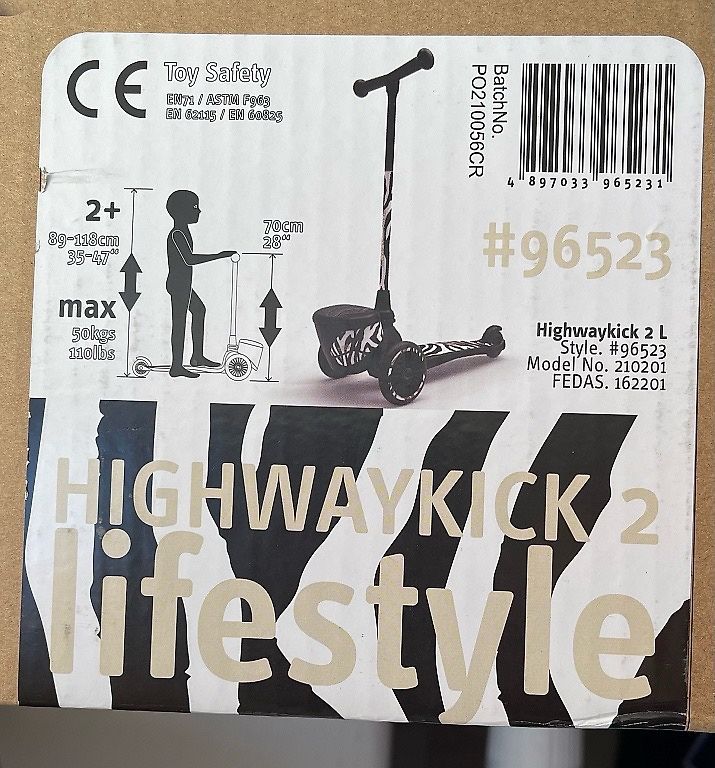 CE Toy Safety
EN71 / ASTM F963
EN 62115 / EN 60825
BatchNo.
PO210056CR
4 897033 965231
2+
89-118cm
35-47"
max
50kgs
110lbs
70cm
28"
#96523
Highwaykick 2 L
Style. #96523
Model No. 210201
FEDAS. 162201
HIGHWAYKICK 2
lifestyle